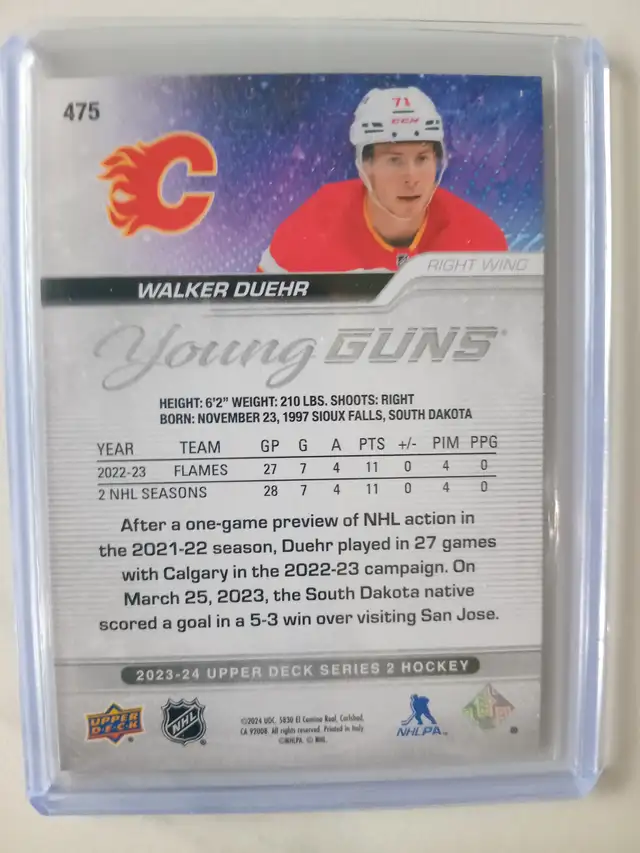 475
71
CCM
RIGHT WING
WALKER DUEHR
Young GUNS
HEIGHT: 6'2" WEIGHT: 210 LBS. SHOOTS: RIGHT
BORN: NOVEMBER 23, 1997 SIOUX FALLS, SOUTH DAKOTA
YEAR TEAM GP G A PTS +/- PIM PPG
2022-23 FLAMES 27 7 4 11 0 4 0
2 NHL SEASONS 28 7 4 11 0 4 0
After a one-game preview of NHL action in
the 2021-22 season, Duehr played in 27 games
with Calgary in the 2022-23 campaign. On
March 25, 2023, the South Dakota native
scored a goal in a 5-3 win over visiting San Jose.
2023-24 UPPER DECK SERIES 2 HOCKEY
UPPER
DECK
NHL
©2024 UDC, 5830 El Camino Real, Carlsbad,
CA 92008. All rights reserved. Printed in Italy
©NHLPA. © NHL.
NHLPA